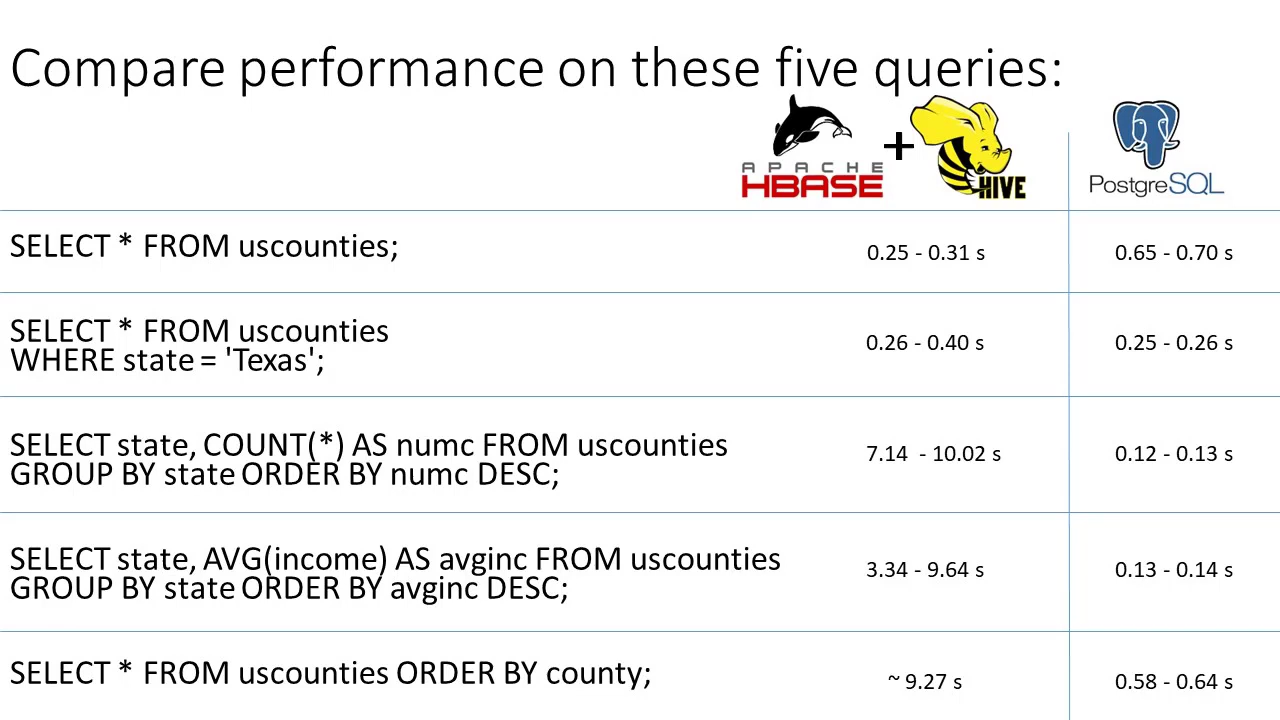 Compare performance on these five queries:
APACHE
HBASE
+
HIVE
PostgreSQL
SELECT * FROM uscounties;
0.25 - 0.31 s
0.65 - 0.70 s
SELECT * FROM uscounties
WHERE state = 'Texas';
0.26 - 0.40 s
0.25 - 0.26 s
SELECT state, COUNT(*) AS numc FROM uscounties
GROUP BY state ORDER BY numc DESC;
7.14 - 10.02 s
0.12 - 0.13 s
SELECT state, AVG(income) AS avginc FROM uscounties
GROUP BY state ORDER BY avginc DESC;
3.34 - 9.64 s
0.13 - 0.14 s
SELECT * FROM uscounties ORDER BY county;
~ 9.27 s
0.58 - 0.64 s